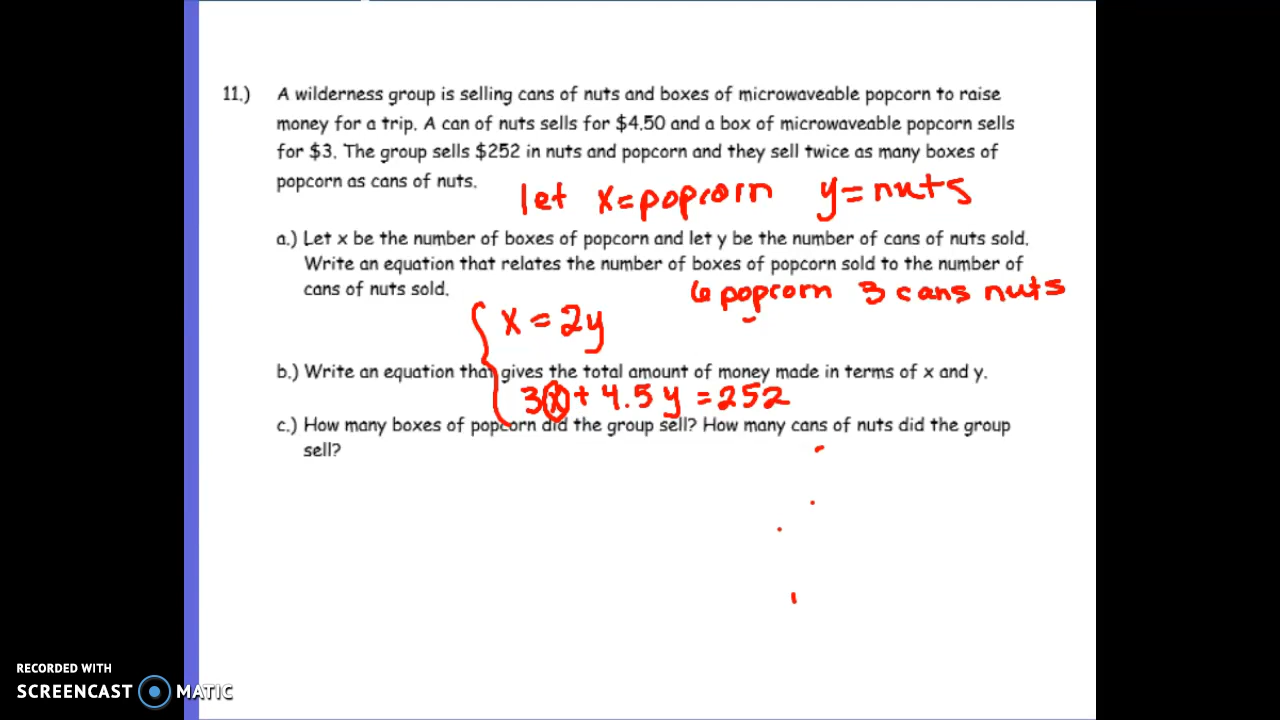 11.) A wilderness group is selling cans of nuts and boxes of microwaveable popcorn to raise
money for a trip. A can of nuts sells for $4.50 and a box of microwaveable popcorn sells
for $3. The group sells $252 in nuts and popcorn and they sell twice as many boxes of
popcorn as cans of nuts.
let x=popcorn y=nuts
a.) Let x be the number of boxes of popcorn and let y be the number of cans of nuts sold.
Write an equation that relates the number of boxes of popcorn sold to the number of
cans of nuts sold.
6 popcorn 3 cans nuts
x = 2y
b.) Write an equation that gives the total amount of money made in terms of x and y.
3x + 4.5y = 252
c.) How many boxes of popcorn did the group sell? How many cans of nuts did the group
sell?
RECORDED WITH
SCREENCAST MATIC